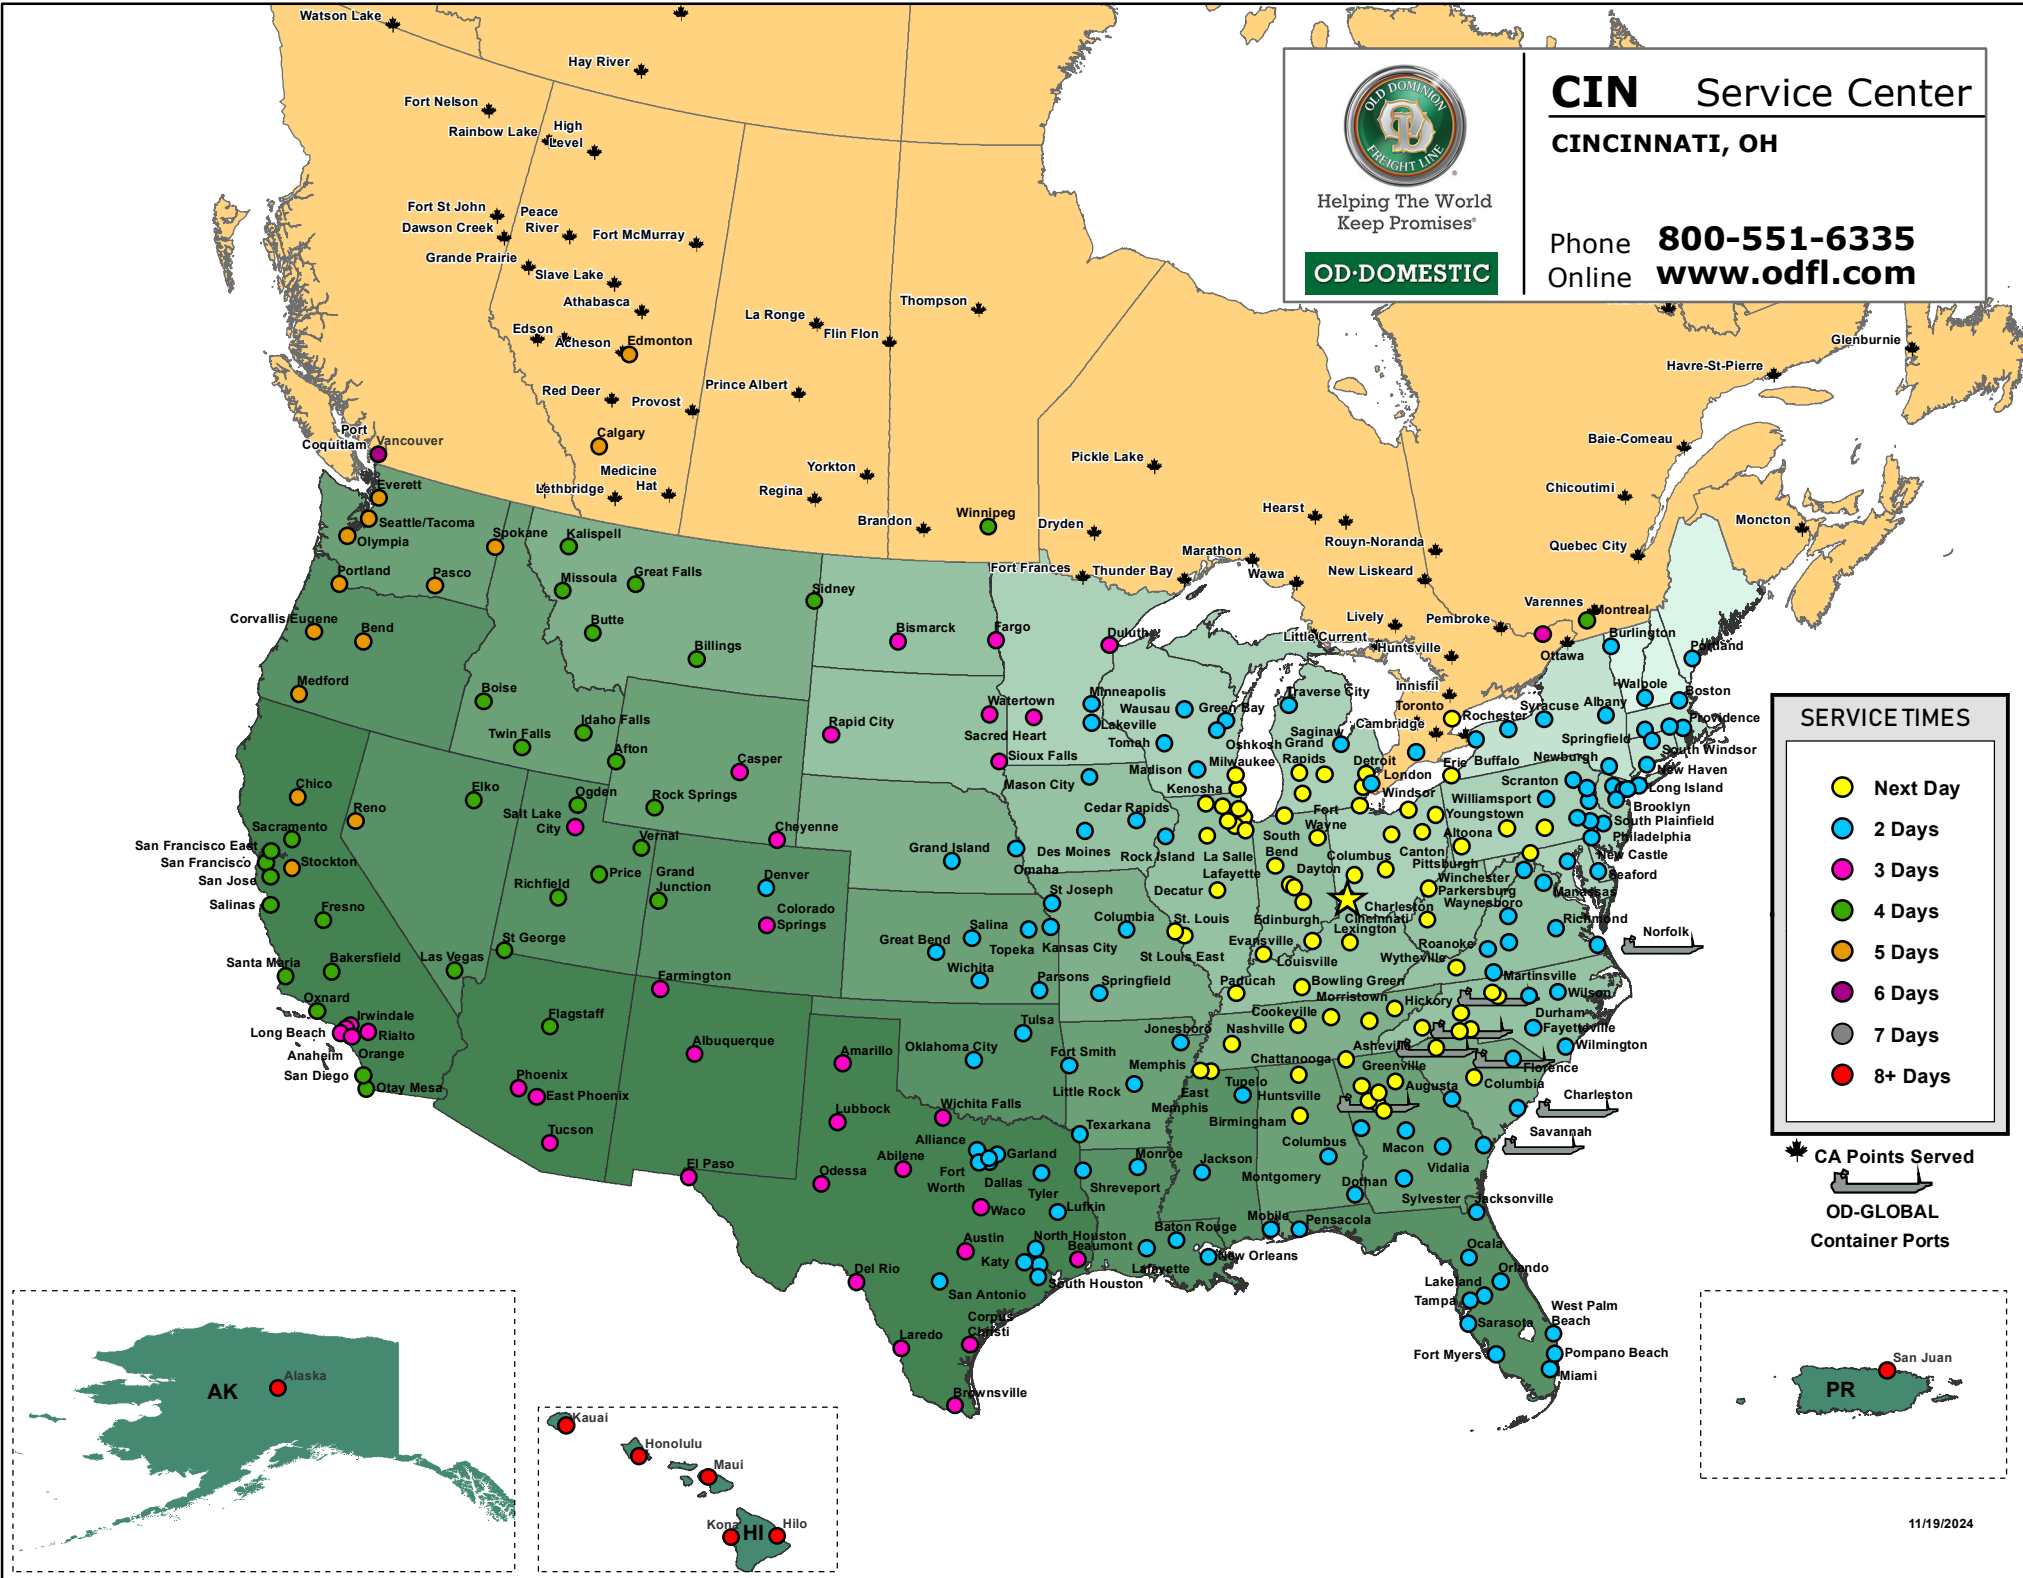 CIN Service Center
CINCINNATI, OH
Phone 800-551-6335
Online www.odfl.com
OLD DOMINION
FREIGHT LINE
Helping The World
Keep Promises®
OD·DOMESTIC
Watson Lake
Hay River
Fort Nelson
Rainbow Lake
High
Level
Fort St John
Dawson Creek
Peace
River
Fort McMurray
Grande Prairie
Slave Lake
Athabasca
Edson
Acheson
Edmonton
La Ronge
Flin Flon
Thompson
Red Deer
Provost
Prince Albert
Calgary
Port
Coquitlam
Vancouver
Medicine
Hat
Lethbridge
Yorkton
Regina
Brandon
Winnipeg
Dryden
Pickle Lake
Fort Frances
Thunder Bay
Marathon
Wawa
Hearst
Rouyn-Noranda
New Liskeard
Lively
Little Current
Pembroke
Huntsville
Innisfil
Toronto
Cambridge
London
Windsor
Ottawa
Varennes
Montreal
Quebec City
Chicoutimi
Baie-Comeau
Havre-St-Pierre
Glenburnie
Moncton
Everett
Seattle/Tacoma
Olympia
Spokane
Portland
Pasco
Corvallis/Eugene
Bend
Medford
Kalispell
Missoula
Great Falls
Butte
Billings
Sidney
Boise
Twin Falls
Idaho Falls
Afton
Casper
Rock Springs
Cheyenne
Chico
Reno
Elko
Sacramento
San Francisco East
San Francisco
Stockton
San Jose
Salinas
Fresno
Santa Maria
Bakersfield
Oxnard
Irwindale
Long Beach
Rialto
Anaheim
Orange
San Diego
Otay Mesa
Las Vegas
Ogden
Salt Lake
City
Vernal
Price
Richfield
St George
Grand
Junction
Denver
Colorado
Springs
Farmington
Albuquerque
Flagstaff
Phoenix
East Phoenix
Tucson
El Paso
Bismarck
Fargo
Duluth
Rapid City
Watertown
Sacred Heart
Sioux Falls
Minneapolis
Lakeville
Wausau
Green Bay
Tomah
Oshkosh
Madison
Milwaukee
Kenosha
Mason City
Cedar Rapids
Des Moines
Rock Island
Grand Island
Omaha
La Salle
Decatur
St Joseph
Columbia
Salina
Topeka
Kansas City
Great Bend
Wichita
Parsons
Springfield
St. Louis
St Louis East
Traverse City
Saginaw
Grand
Rapids
Detroit
Fort
Wayne
South
Bend
Lafayette
Edinburgh
Evansville
Columbus
Dayton
Cincinnati
Canton
Youngstown
Erie
Pittsburgh
Altoona
Parkersburg
Charleston
Lexington
Louisville
Paducah
Bowling Green
Morristown
Cookeville
Nashville
Chattanooga
Jonesboro
Memphis
East
Memphis
Tupelo
Huntsville
Birmingham
Montgomery
Dothan
Mobile
Pensacola
Tulsa
Oklahoma City
Fort Smith
Little Rock
Texarkana
Monroe
Shreveport
Jackson
Baton Rouge
Lafayette
New Orleans
Amarillo
Lubbock
Wichita Falls
Abilene
Odessa
Alliance
Garland
Fort
Worth
Dallas
Tyler
Lufkin
Waco
Austin
North Houston
Katy
Beaumont
South Houston
San Antonio
Del Rio
Laredo
Corpus
Christi
Brownsville
Burlington
Portland
Walpole
Boston
Providence
Albany
Syracuse
Rochester
Buffalo
Springfield
South Windsor
New Haven
Newburgh
Long Island
Brooklyn
South Plainfield
Philadelphia
Scranton
Williamsport
New Castle
Seaford
Winchester
Manassas
Waynesboro
Richmond
Norfolk
Roanoke
Wytheville
Martinsville
Hickory
Wilson
Durham
Fayetteville
Wilmington
Asheville
Greenville
Florence
Columbia
Augusta
Charleston
Savannah
Columbus
Macon
Vidalia
Sylvester
Jacksonville
Ocala
Orlando
Lakeland
Tampa
Sarasota
Fort Myers
West Palm
Beach
Pompano Beach
Miami
AK
Alaska
Kauai
Honolulu
Maui
Kona
HI
Hilo
PR
San Juan
SERVICE TIMES
Next Day
2 Days
3 Days
4 Days
5 Days
6 Days
7 Days
8+ Days
CA Points Served
OD-GLOBAL
Container Ports
11/19/2024